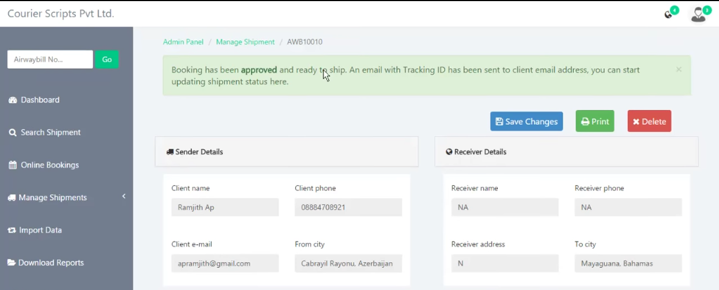 Courier Scripts Pvt Ltd.
Admin Panel / Manage Shipment / AWB10010
Airwaybill No... Go
Booking has been approved and ready to ship. An email with Tracking ID has been sent to client email address, you can start
updating shipment status here. ×
Dashboard
Save Changes Print Delete
Search Shipment
Sender Details Receiver Details
Online Bookings
Client name Client phone Receiver name Receiver phone
Manage Shipments
Ramjith Ap 08884708921 NA NA
Import Data
Client e-mail From city Receiver address To city
Download Reports
apramjith@gmail.com Cabrayil Rayonu, Azerbaijan N Mayaguana, Bahamas